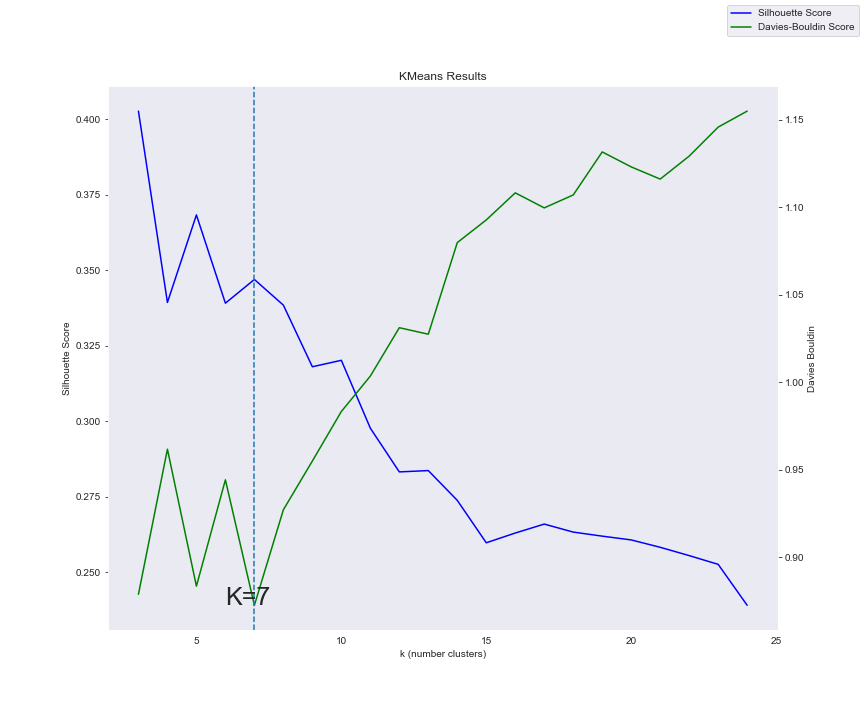 Silhouette Score
Davies-Bouldin Score
KMeans Results
0.400
0.375
0.350
0.325
0.300
0.275
0.250
Silhouette Score
1.15
1.10
1.05
1.00
0.95
0.90
Davies Bouldin
K=7
5
10
15
20
25
k (number clusters)